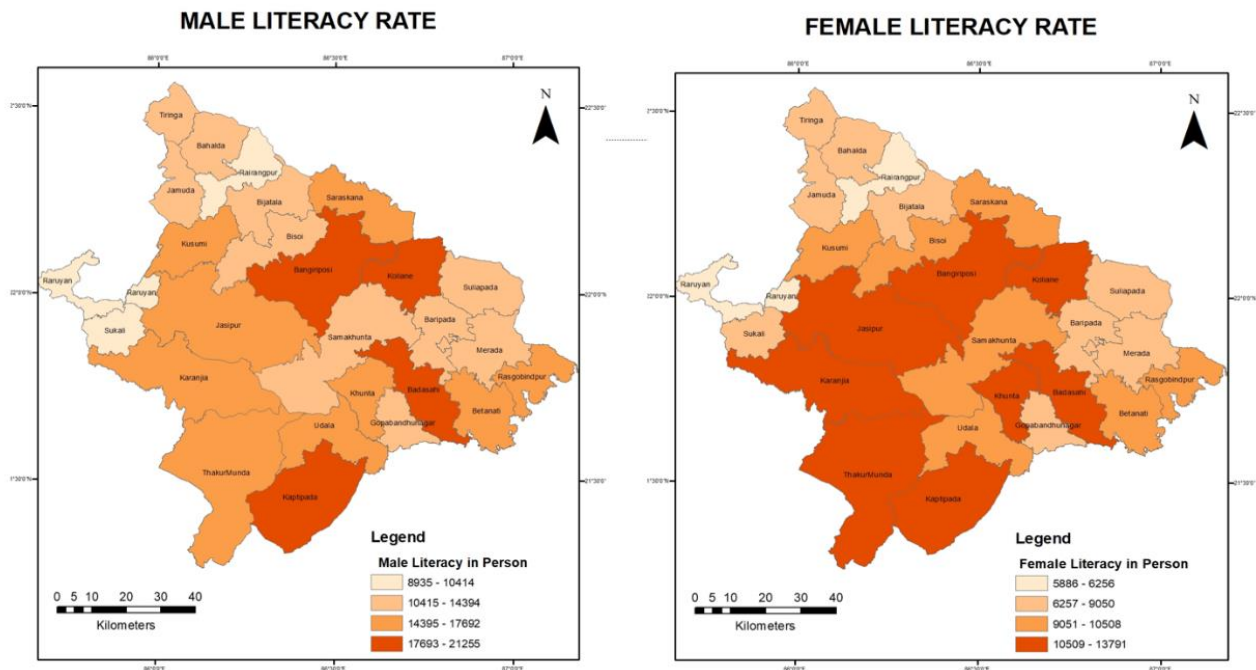 MALE LITERACY RATE
N
22°0'0"N
Tiringa
Bahalda
Rairangpur
Jamuda
Bijatala
Saraskana
Kusumi
Bisoi
Bangiriposi
Koliane
Raruyan
Raruyan
Sukali
Suliapada
Jasipur
Baripada
Samakhunta
Merada
Karanjia
Rasgobindpur
Badasahi
Khunta
Betanati
Gopabandhunagar
Udala
ThakurMunda
Kaptipada
Legend
Male Literacy in Person
8935 - 10414
10415 - 14394
14395 - 17692
17693 - 21255
0 5 10 20 30 40
Kilometers
FEMALE LITERACY RATE
N
Tiringa
Bahalda
Rairangpur
Jamuda
Bijatala
Saraskana
Kusumi
Bisoi
Bangiriposi
Koliane
Raruyan
Raruyan
Sukali
Suliapada
Jasipur
Baripada
Samakhunta
Merada
Karanjia
Rasgobindpur
Badasahi
Khunta
Betanati
Gopabandhunagar
Udala
ThakurMunda
Kaptipada
Legend
Female Literacy in Person
5886 - 6256
6257 - 9050
9051 - 10508
10509 - 13791
0 5 10 20 30 40
Kilometers